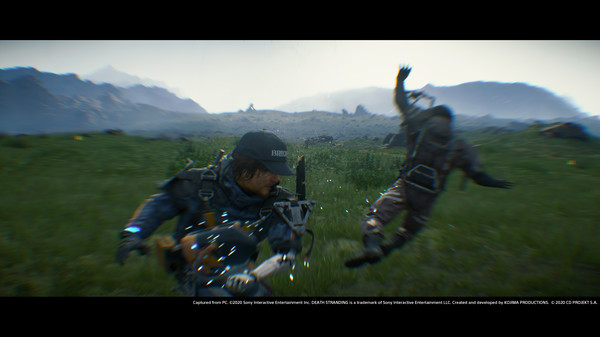 Captured from PC. ©2020 Sony Interactive Entertainment Inc. DEATH STRANDING is a trademark of Sony Interactive Entertainment LLC. Created and developed by KOJIMA PRODUCTIONS. © 2020 CD PROJEKT S.A.